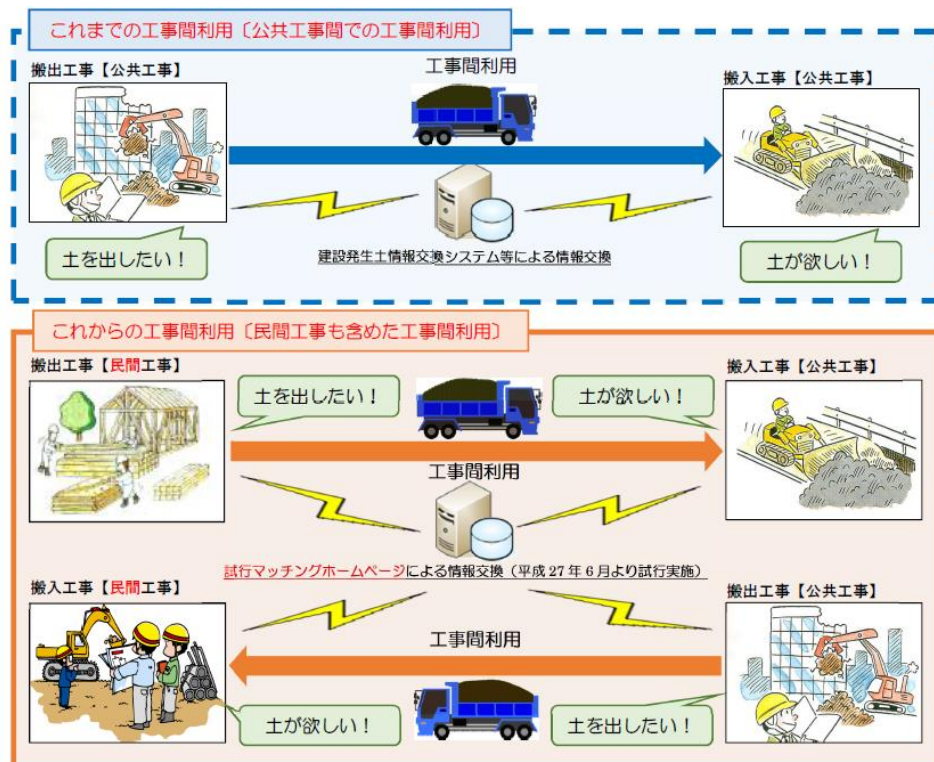 これまでの工事間利用〔公共工事間での工事間利用〕
搬出工事【公共工事】
工事間利用
搬入工事【公共工事】
土を出したい！
建設発生土情報交換システム等による情報交換
土が欲しい！
これからの工事間利用〔民間工事も含めた工事間利用〕
搬出工事【民間工事】
土を出したい！
土が欲しい！
搬入工事【公共工事】
工事間利用
試行マッチングホームページによる情報交換（平成27年6月より試行実施）
搬入工事【民間工事】
搬出工事【公共工事】
工事間利用
土が欲しい！
土を出したい！